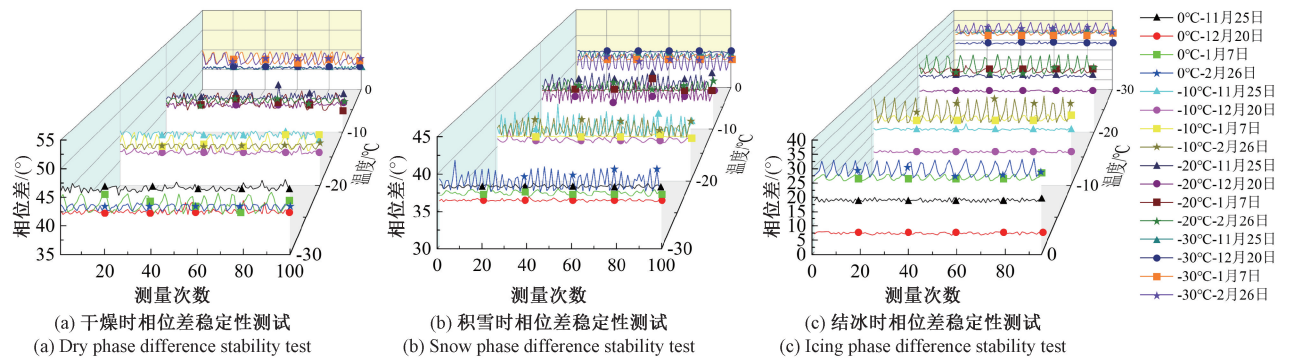 55
50
45
40
35
相位差/(°)
20
40
60
80
100
测量次数
0
-10
-20
-30
温度/℃
(a) 干燥时相位差稳定性测试
(a) Dry phase difference stability test
45
40
35
30
相位差/(°)
0
20
40
60
80
100
测量次数
0
-10
-20
-30
温度/℃
(b) 积雪时相位差稳定性测试
(b) Snow phase difference stability test
40
35
30
25
20
15
10
5
0
相位差/(°)
0
20
40
60
80
测量次数
-30
-20
-10
0
温度/℃
(c) 结冰时相位差稳定性测试
(c) Icing phase difference stability test
0℃-11月25日
0℃-12月20日
0℃-1月7日
0℃-2月26日
-10℃-11月25日
-10℃-12月20日
-10℃-1月7日
-10℃-2月26日
-20℃-11月25日
-20℃-12月20日
-20℃-1月7日
-20℃-2月26日
-30℃-11月25日
-30℃-12月20日
-30℃-1月7日
-30℃-2月26日